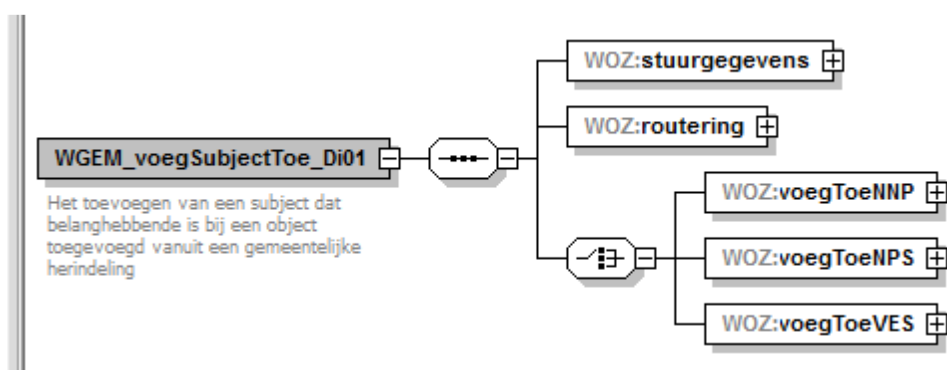 WOZ:stuurgegevens
WOZ:routering
WGEM_voegSubjectToe_Di01
Het toevoegen van een subject dat
belanghebbende is bij een object
toegevoegd vanuit een gemeentelijke
herindeling
WOZ:voegToeNNP
WOZ:voegToeNPS
WOZ:voegToeVES